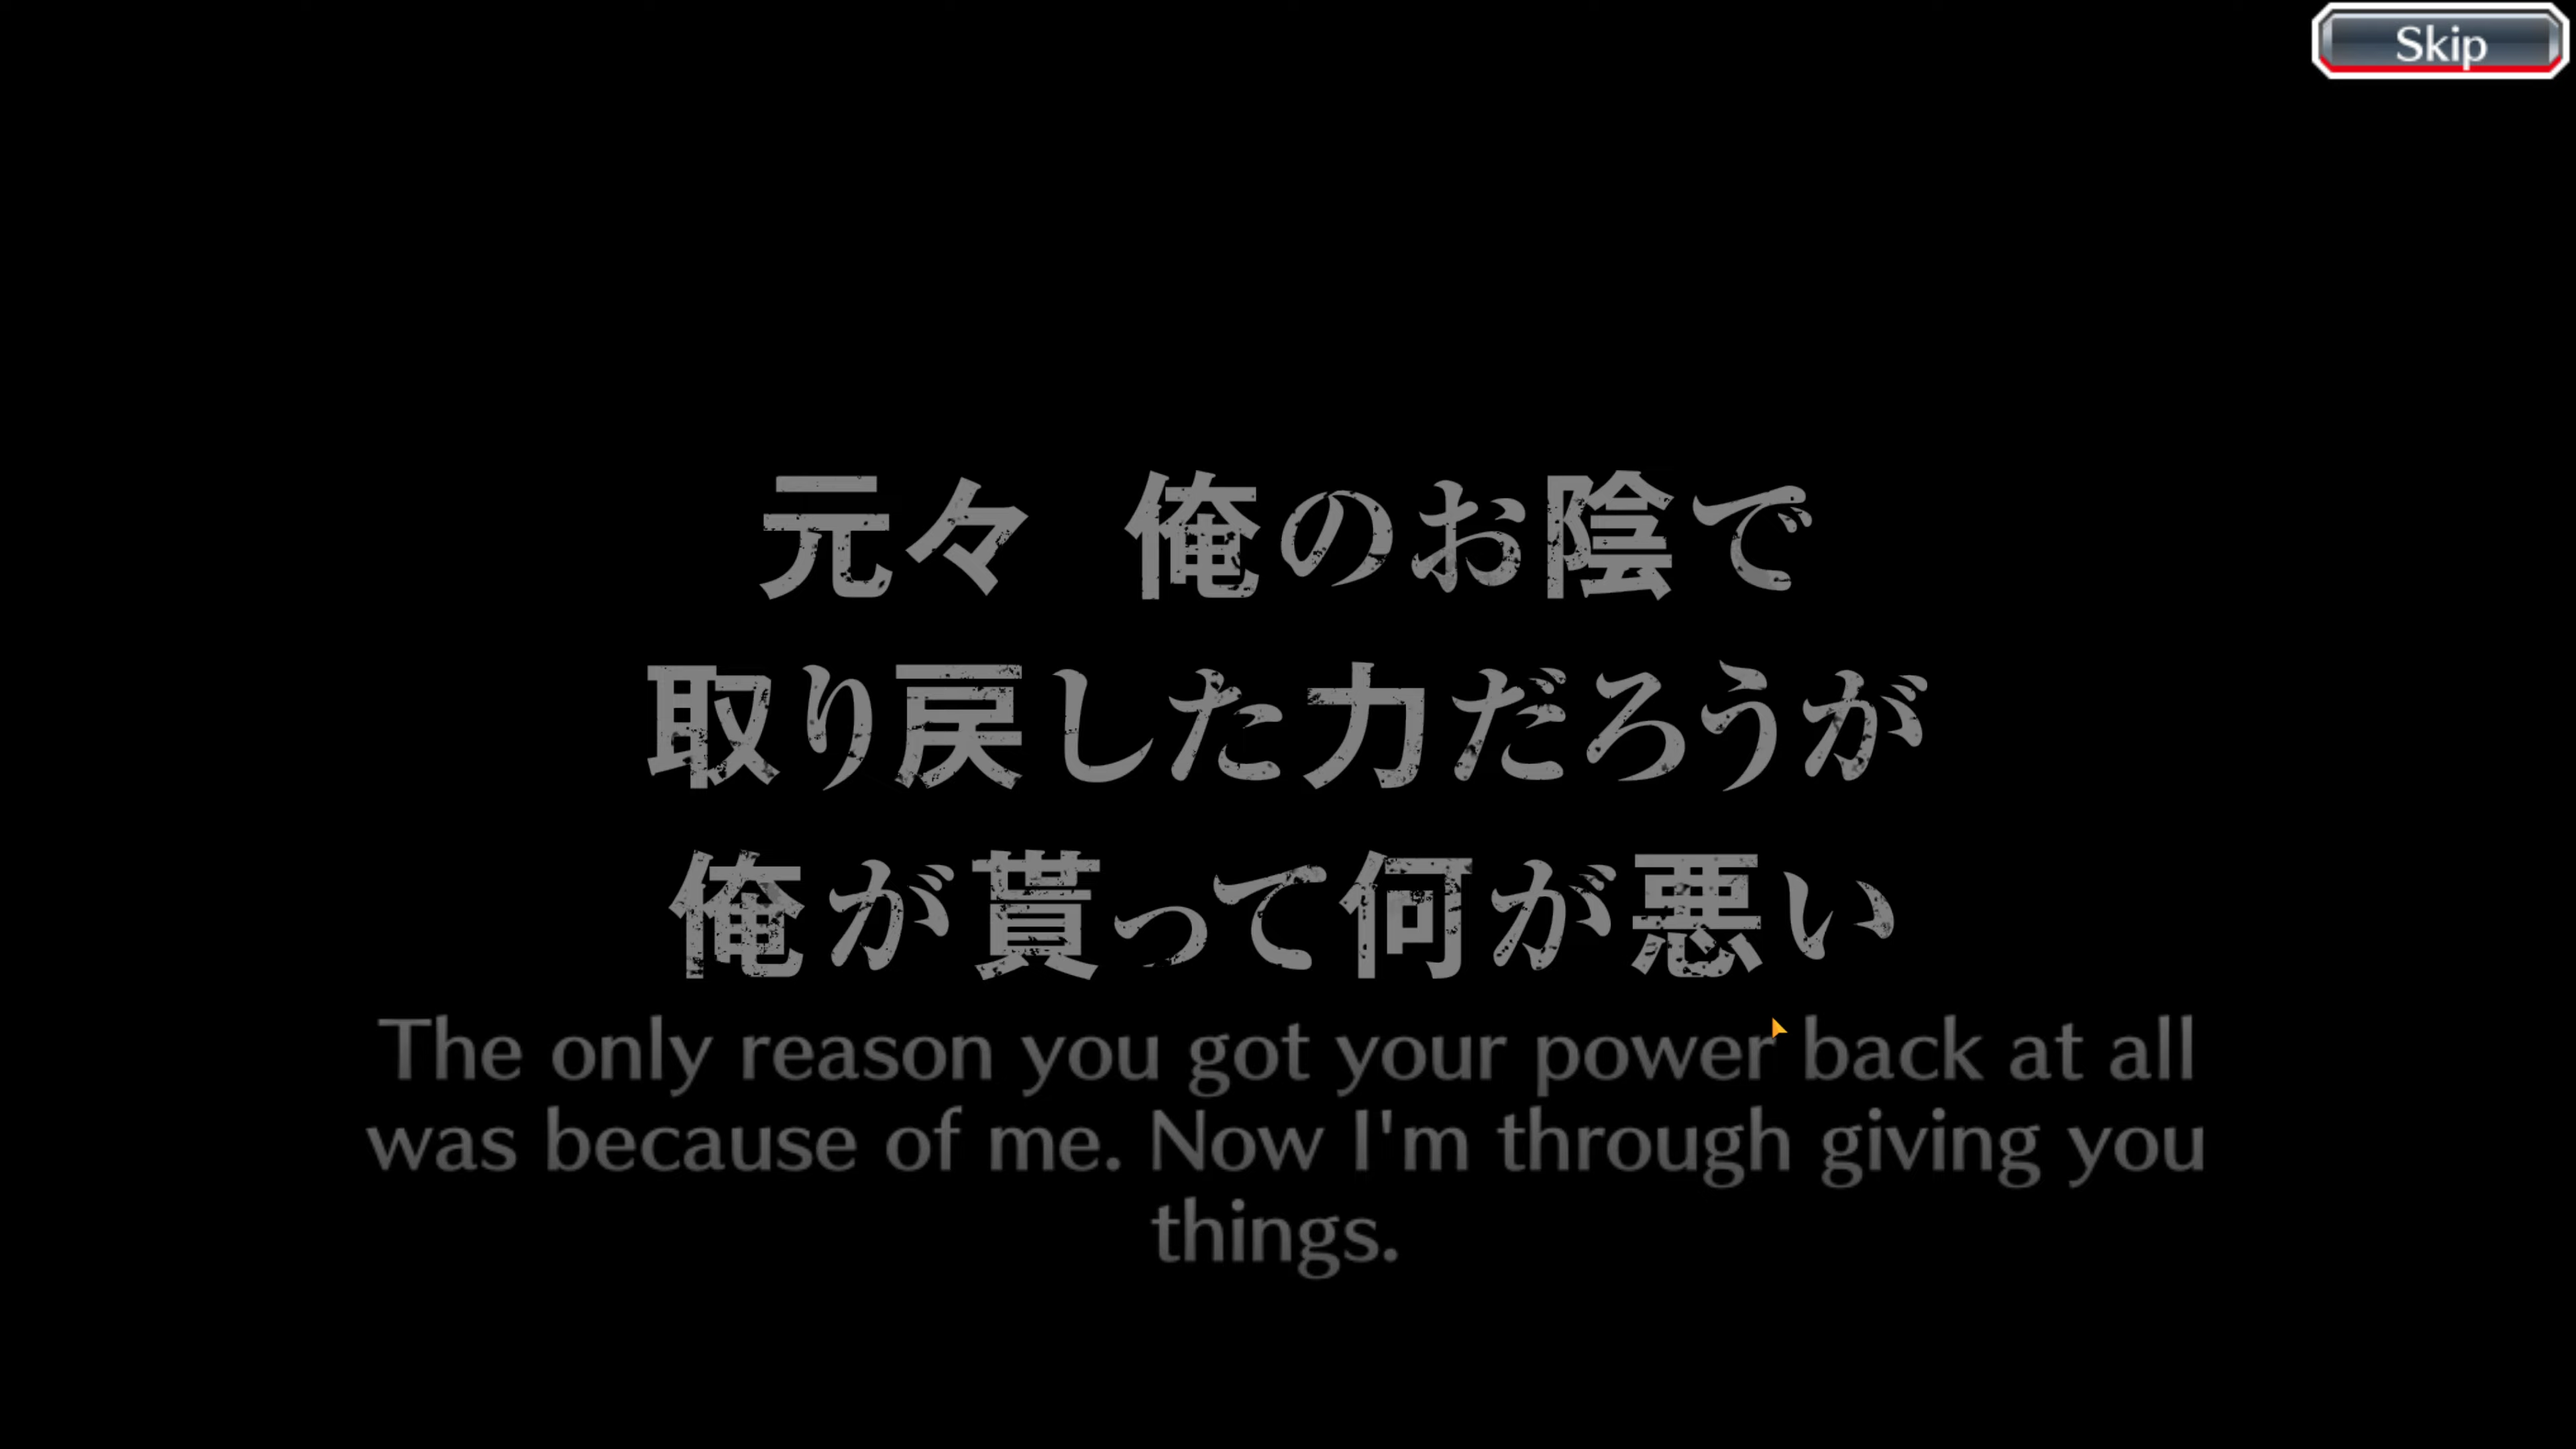 Skip
元々 俺のお陰で
取り戻した力だろうが
俺が貰って何が悪い
The only reason you got your power back at all
was because of me. Now I'm through giving you
things.